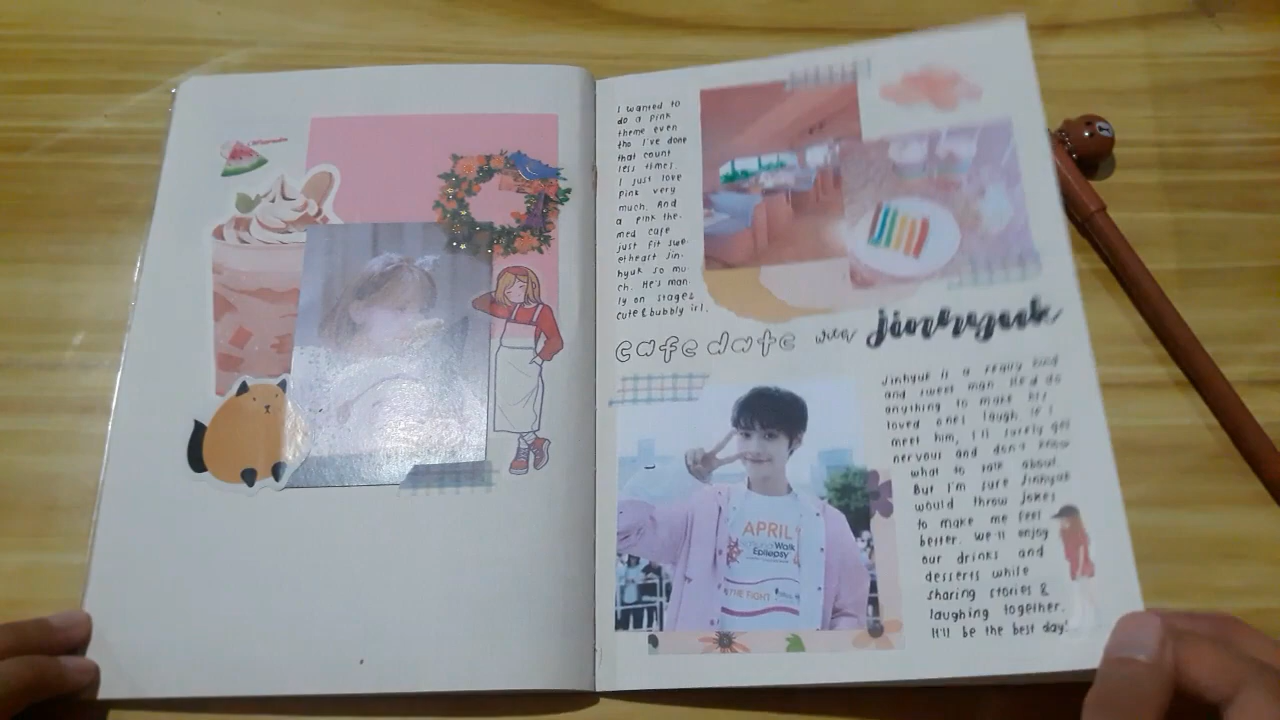 Watermelon
I wanted to
do a pink
theme even
tho I've done
that count
less times.
I just love
pink very
much. And
a pink the-
med cafe
just fit swe-
etheart Jin-
hyuk so mu-
ch. He's man-
ly on stages
cute & bubbly irl.
cafe date with Jinhyuk
APRIL
Walk
Epilepsy
THE FIGHT
Jinhyuk is a really kind
and sweet man. He'd do
anything to make his
loved ones laugh. If I
meet him, I'll surely get
nervous and don't know
what to talk about.
But I'm sure Jinhyuk
would throw jokes
to make me feel
better. We'll enjoy
our drinks and
desserts while
sharing stories &
laughing together.
It'll be the best day!